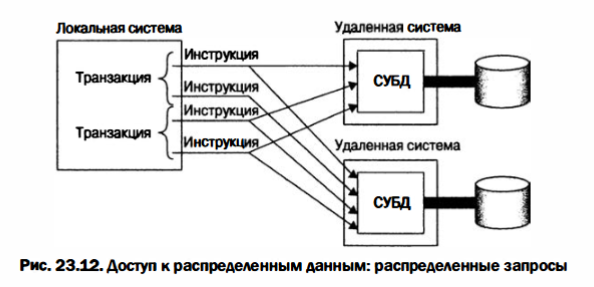 Локальная система
Удаленная система
Инструкция
Транзакция
СУБД
Инструкция
Инструкция
Транзакция
Инструкция
Удаленная система
СУБД
Рис. 23.12. Доступ к распределенным данным: распределенные запросы